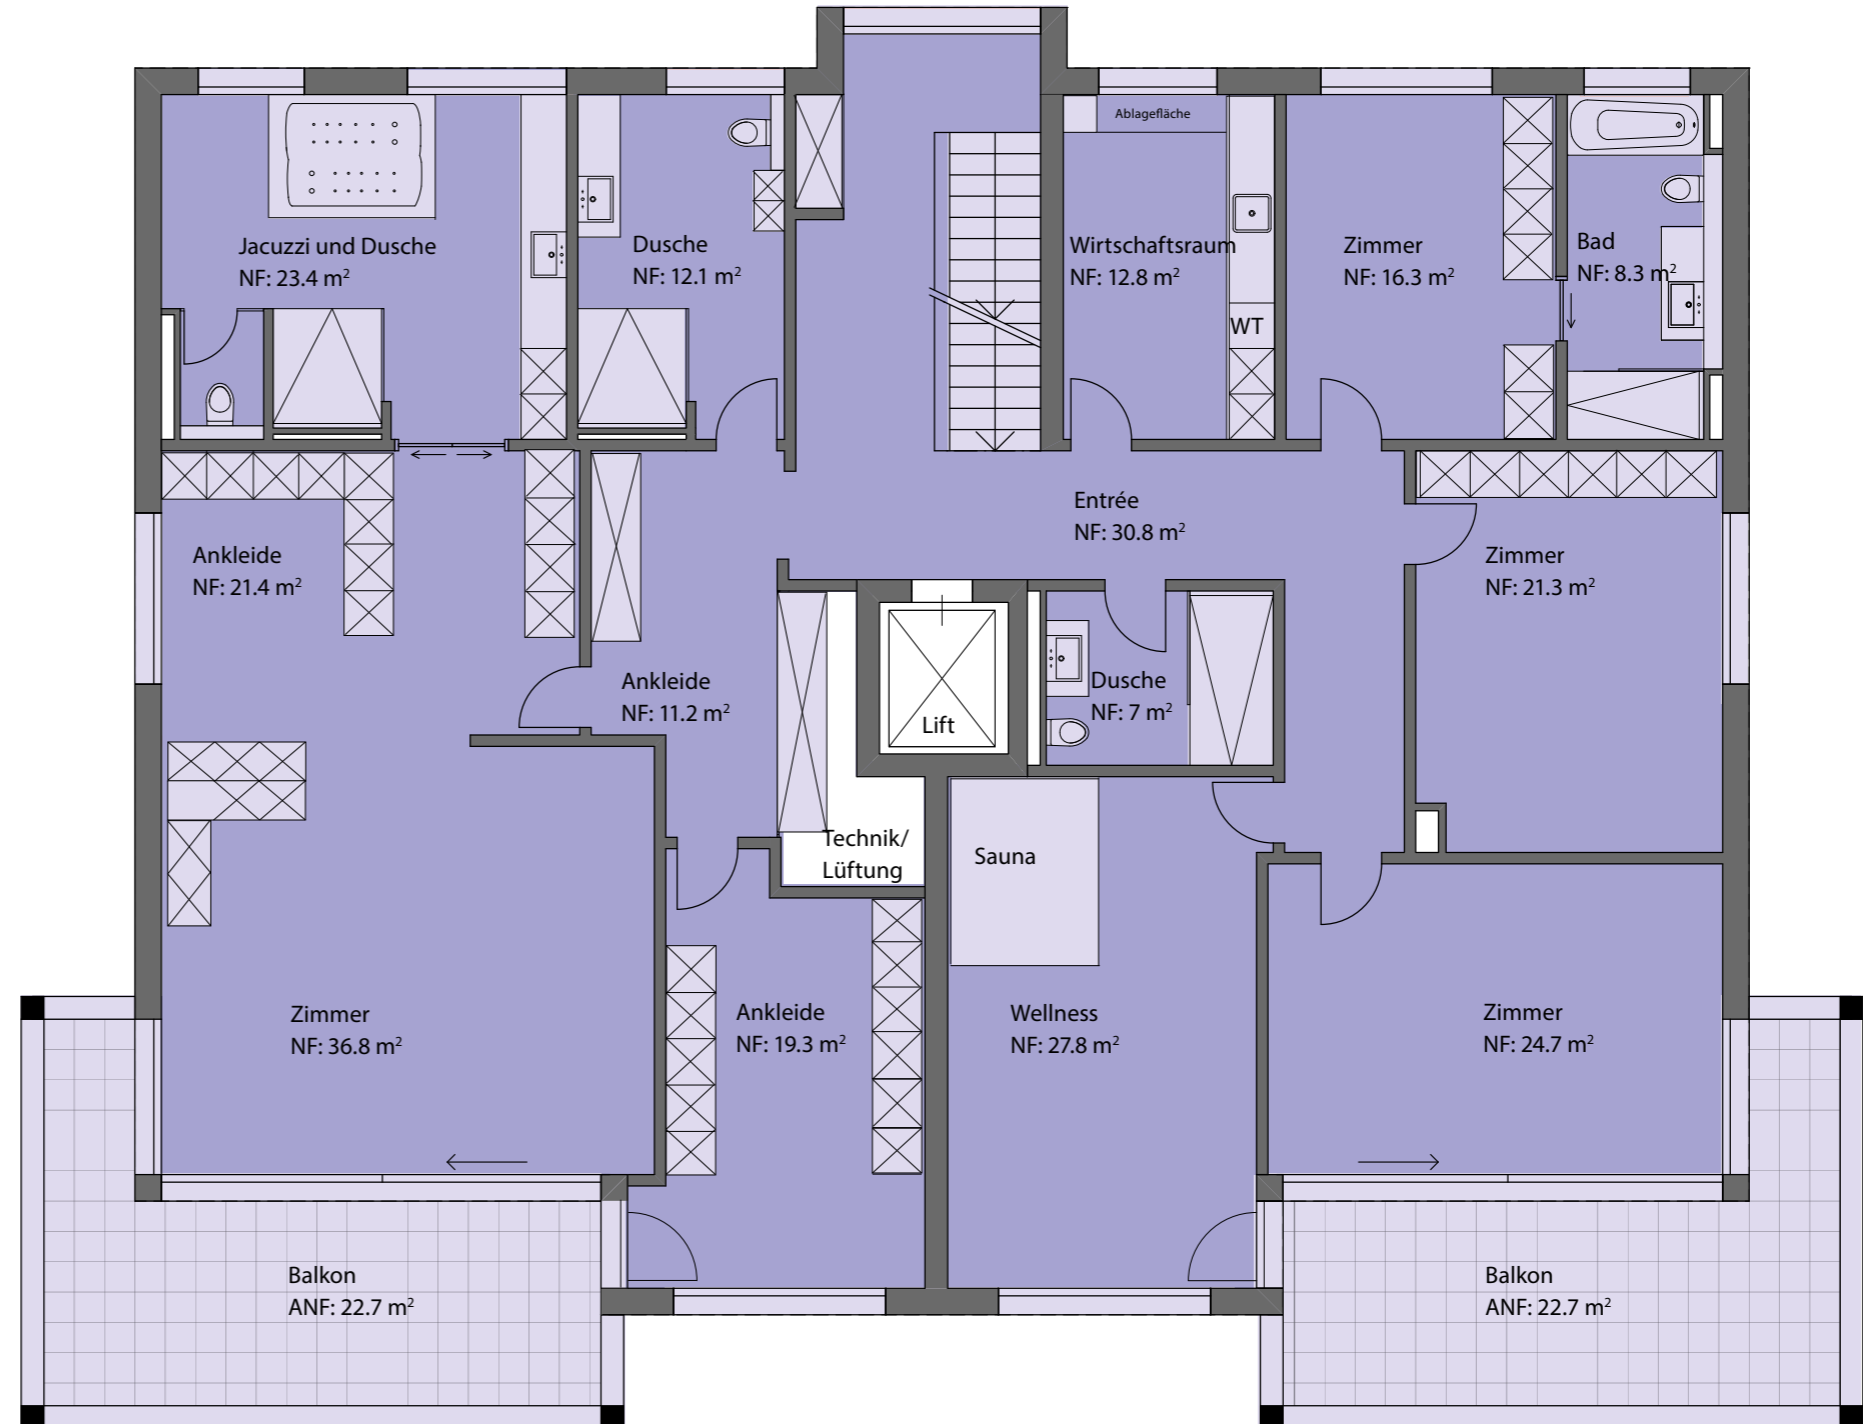 Ablagefläche
Jacuzzi und Dusche
NF: 23.4 m²
Dusche
NF: 12.1 m²
Wirtschaftsraum
NF: 12.8 m²
WT
Zimmer
NF: 16.3 m²
Bad
NF: 8.3 m²
Entrée
NF: 30.8 m²
Ankleide
NF: 21.4 m²
Zimmer
NF: 21.3 m²
Ankleide
NF: 11.2 m²
Lift
Dusche
NF: 7 m²
Technik/
Lüftung
Sauna
Zimmer
NF: 36.8 m²
Ankleide
NF: 19.3 m²
Wellness
NF: 27.8 m²
Zimmer
NF: 24.7 m²
Balkon
ANF: 22.7 m²
Balkon
ANF: 22.7 m²